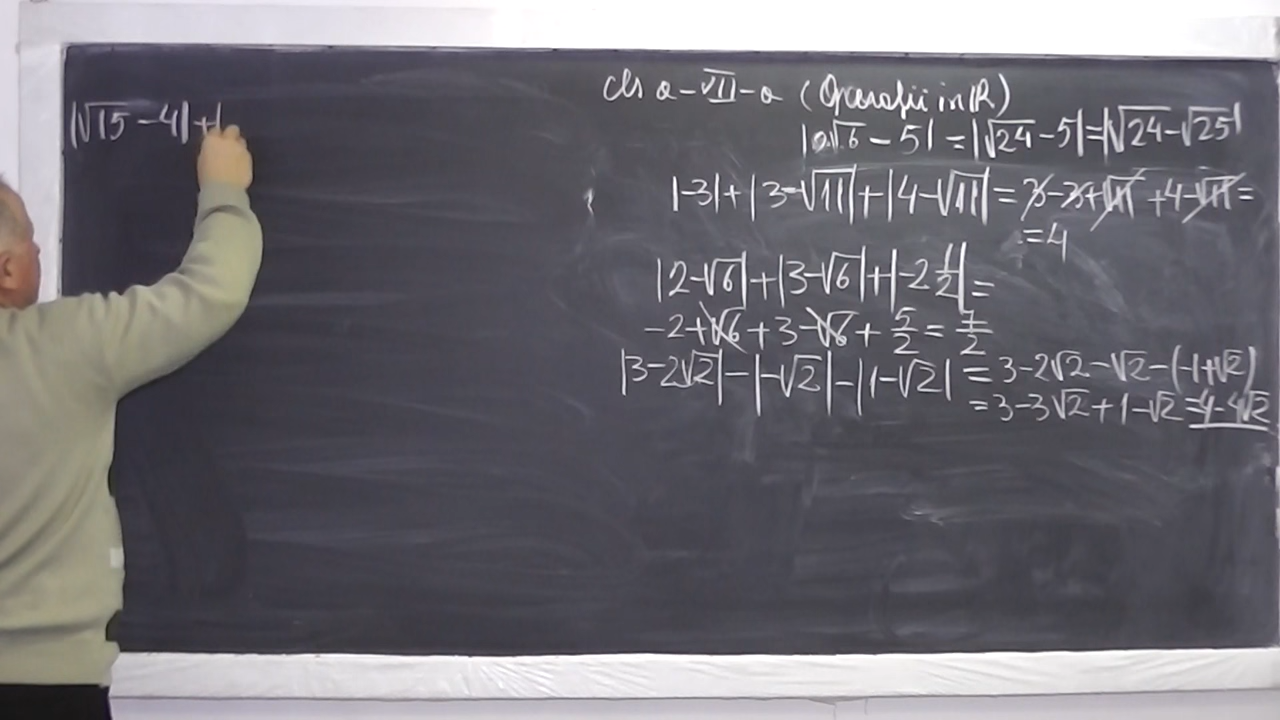 |√15 - 4| + |
cls a - VII - a (Operații in ℝ)
|2√6 - 5| = |√24 - 5| = |√24 - √25|
|-3| + |3 - √11| + |4 - √11| = 3 - 3 + √11 + 4 - √11 =
= 4
|2 - √6| + |3 - √6| + |-2 1/2| =
-2 + √6 + 3 - √6 + 5/2 = 7/2
|3 - 2√2| - |-√2| - |1 - √2| = 3 - 2√2 - √2 - (-1 + √2)
= 3 - 3√2 + 1 - √2 = 4 - 4√2